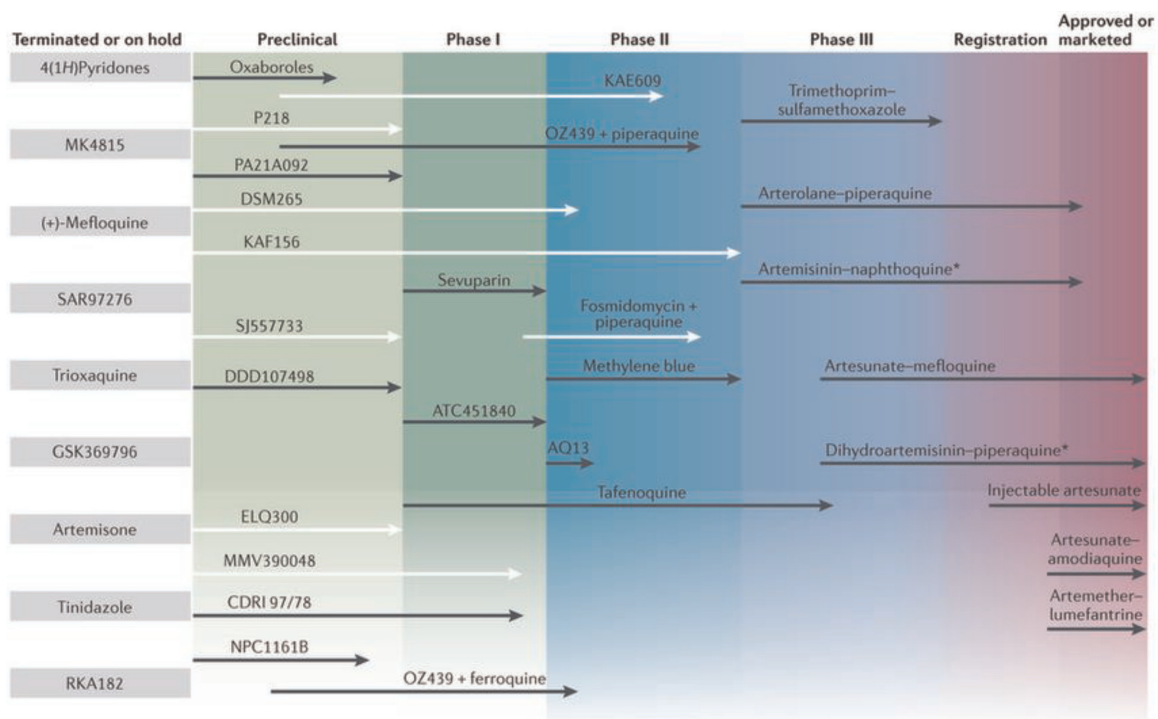 Terminated or on hold
Preclinical
Phase I
Phase II
Phase III
Registration
Approved or
marketed
4(1H)Pyridones
Oxaboroles
KAE609
Trimethoprim–
sulfamethoxazole
P218
OZ439 + piperaquine
MK4815
PA21A092
DSM265
Arterolane–piperaquine
(+)-Mefloquine
KAF156
Artemisinin–naphthoquine*
Sevuparin
SAR97276
Fosmidomycin +
piperaquine
SJ557733
Trioxaquine
DDD107498
Methylene blue
Artesunate–mefloquine
ATC451840
GSK369796
AQ13
Dihydroartemisinin–piperaquine*
Tafenoquine
Injectable artesunate
Artemisone
ELQ300
Artesunate–
amodiaquine
MMV390048
Tinidazole
CDRI 97/78
Artemether–
lumefantrine
NPC1161B
RKA182
OZ439 + ferroquine